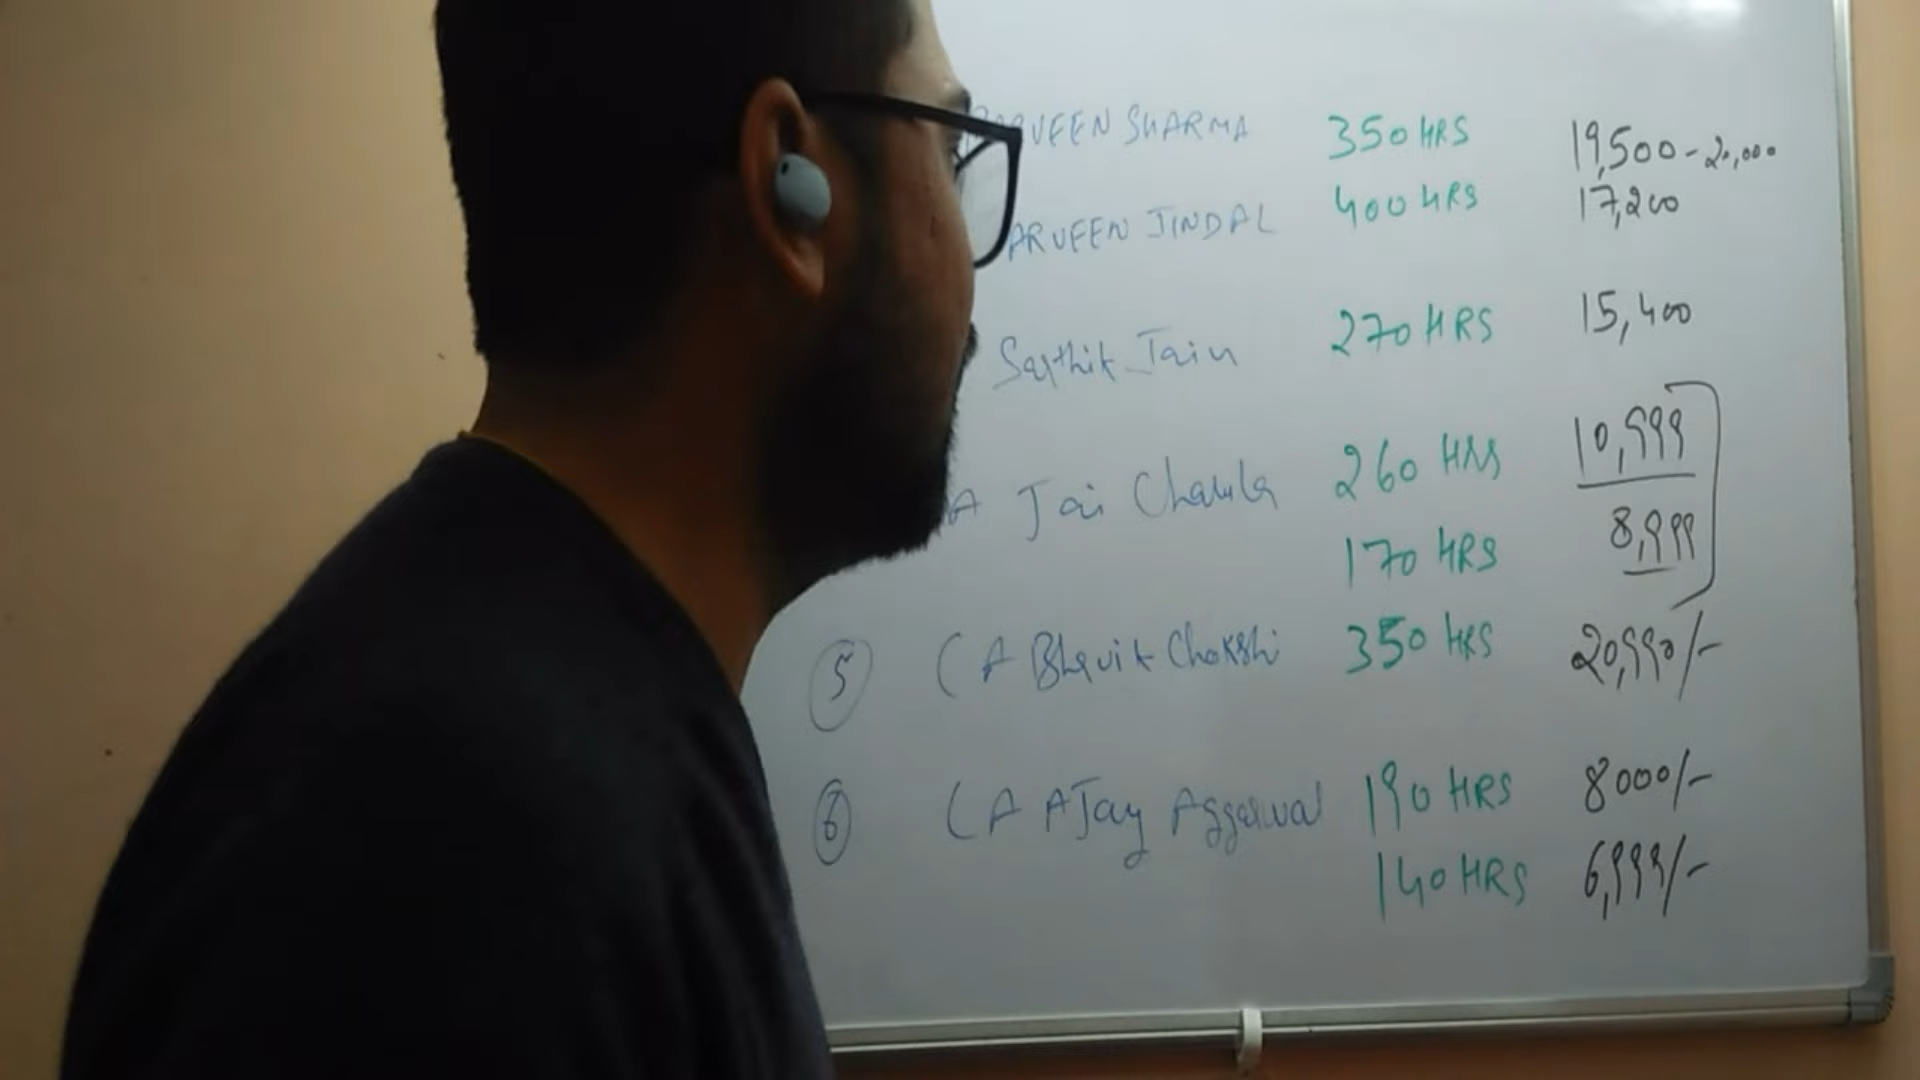 PARVEEN SHARMA 350 HRS 19,500 - 20,000
PARVEEN JINDAL 400 HRS 17,200
Sarthik Jain 270 HRS 15,400
A Jai Chawla 260 HRS 10,999
170 HRS 8,999
5 CA Bhavik Chokshi 350 HRS 20,990/-
6 CA AJay Aggarwal 190 HRS 8000/-
140 HRS 6,999/-